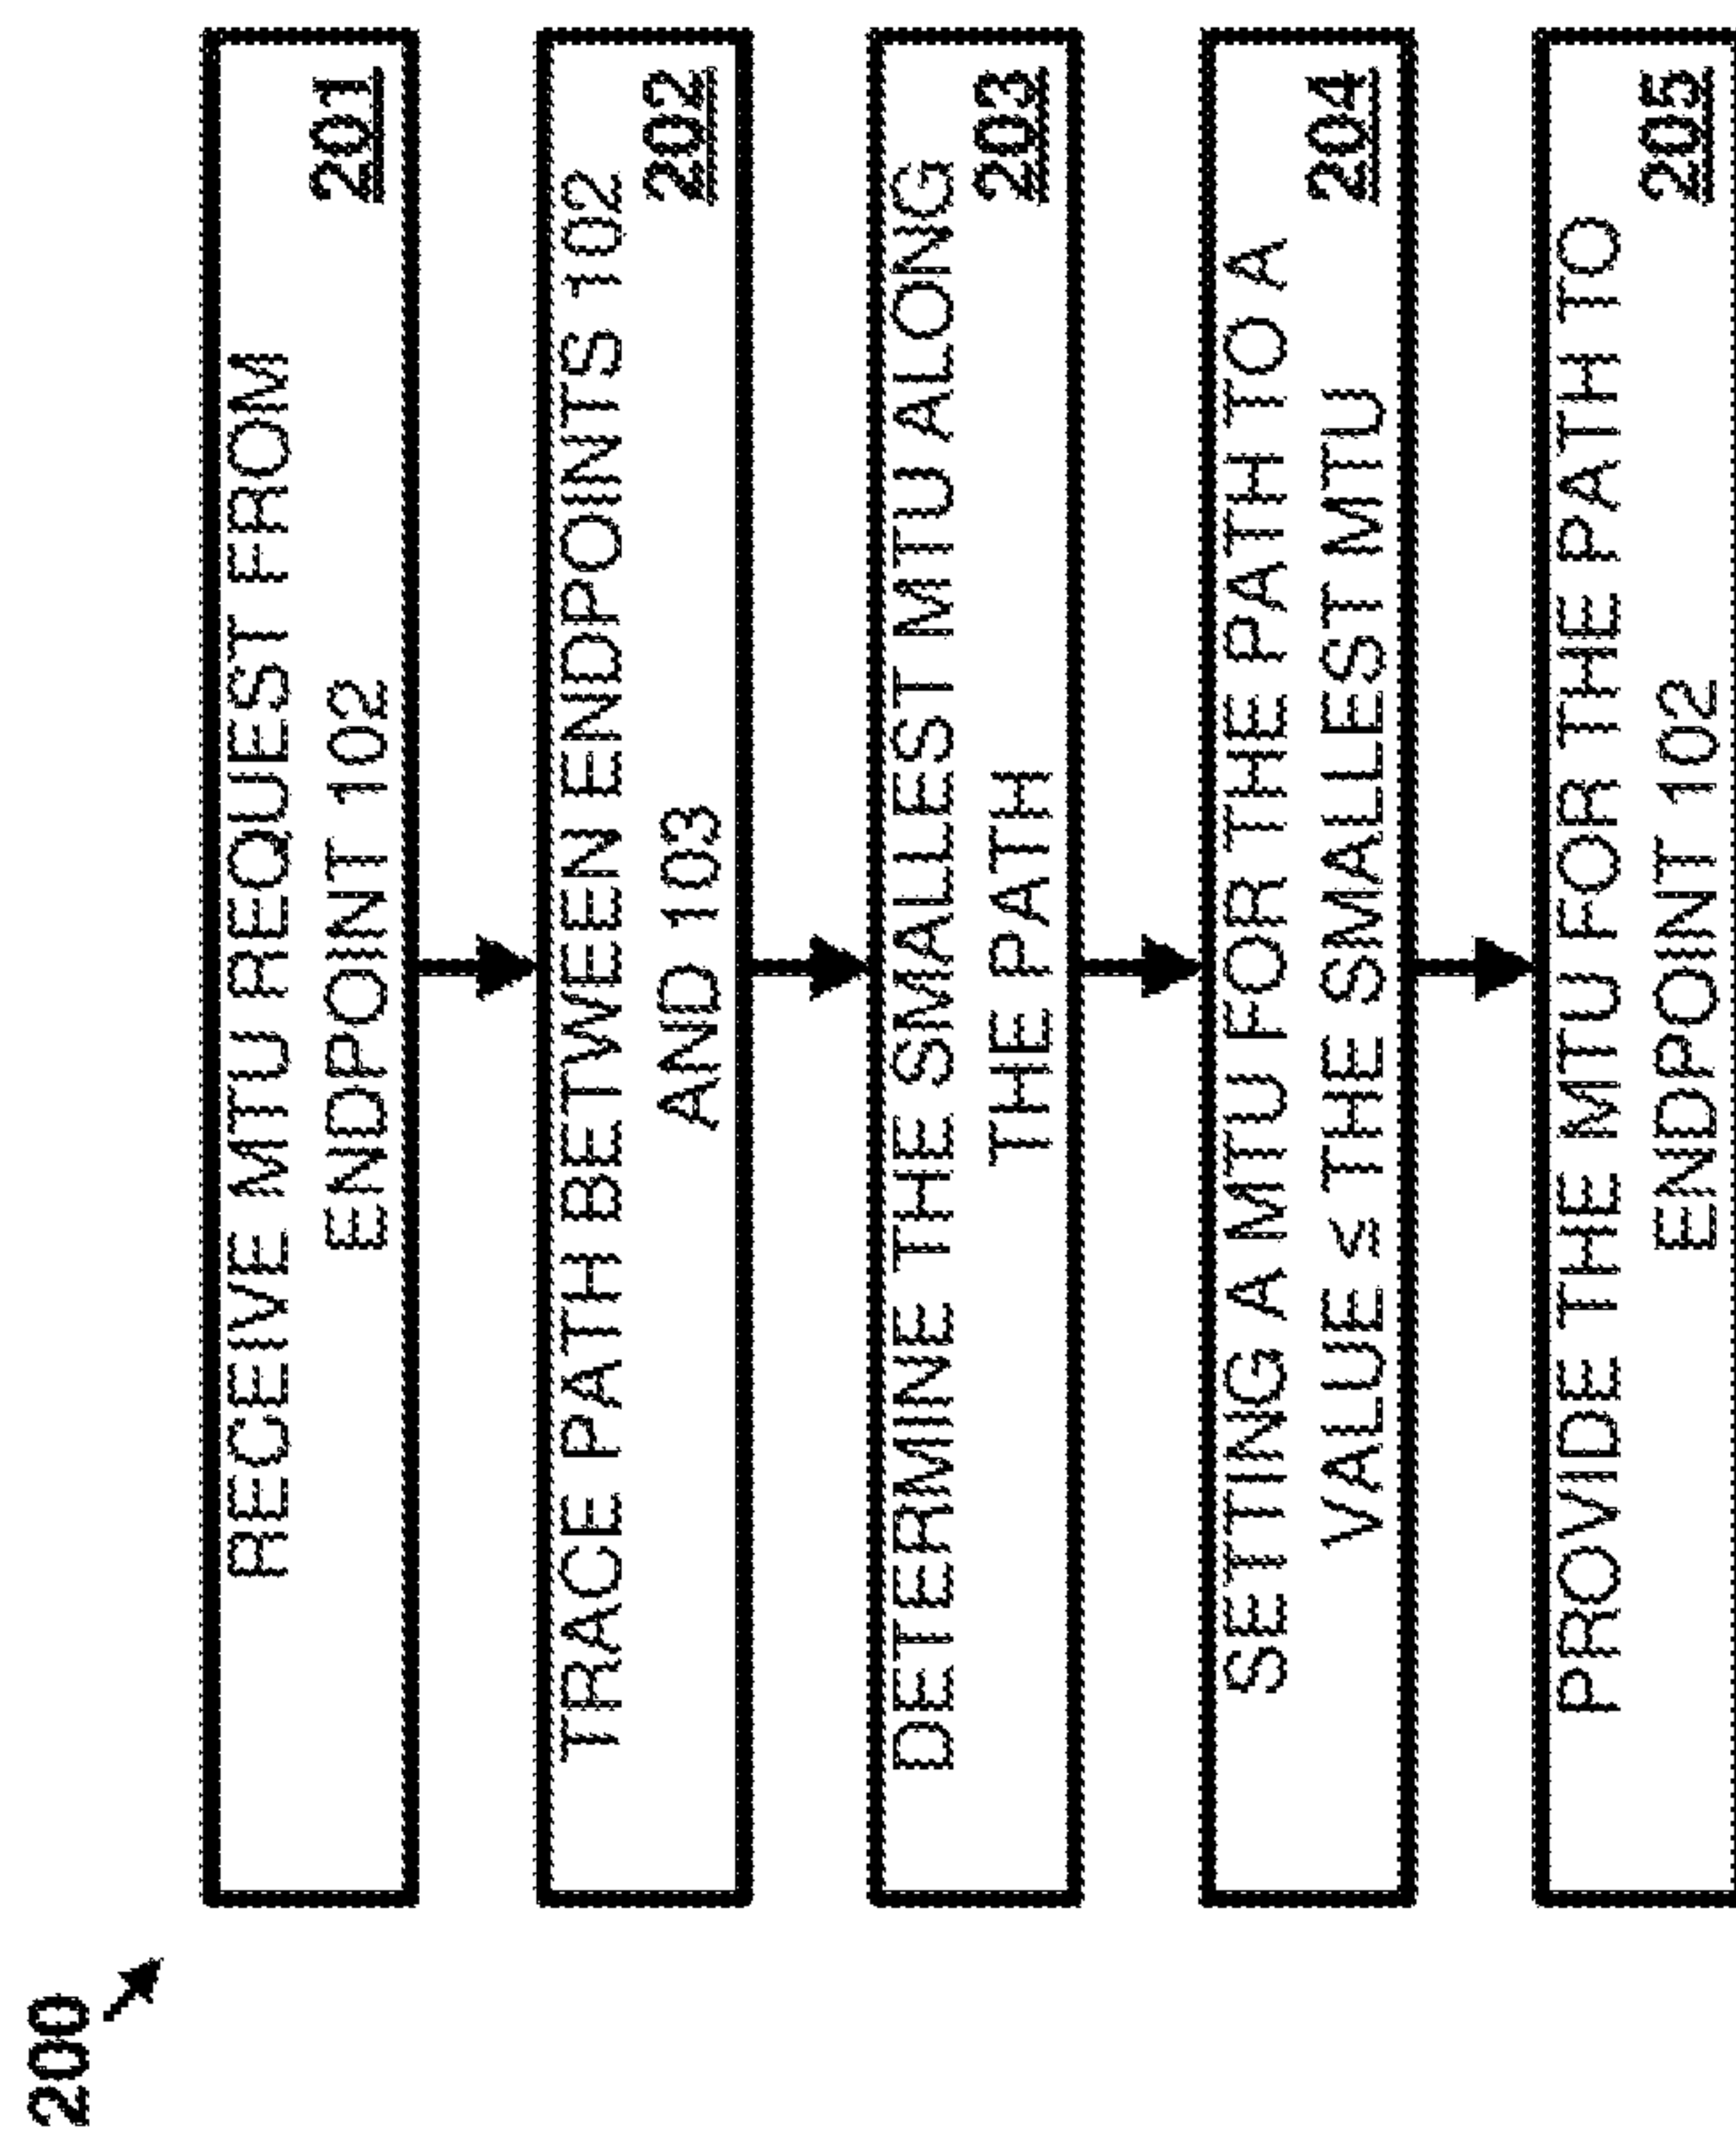 200
RECEIVE MTU REQUEST FROM
ENDPOINT 102
201
TRACE PATH BETWEEN ENDPOINTS 102
AND 103
202
DETERMINE THE SMALLEST MTU ALONG
THE PATH
203
SETTING A MTU FOR THE PATH TO A
VALUE ≤ THE SMALLEST MTU
204
PROVIDE THE MTU FOR THE PATH TO
ENDPOINT 102
205